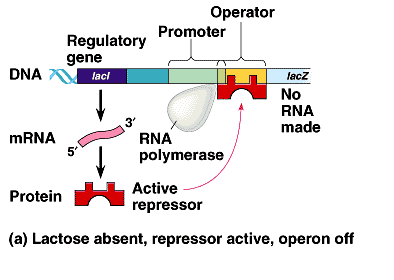 Operator
Promoter
Regulatory
gene
DNA
lacI
lacZ
No
RNA
made
mRNA
3′
5′
RNA
polymerase
Protein
Active
repressor
(a) Lactose absent, repressor active, operon off